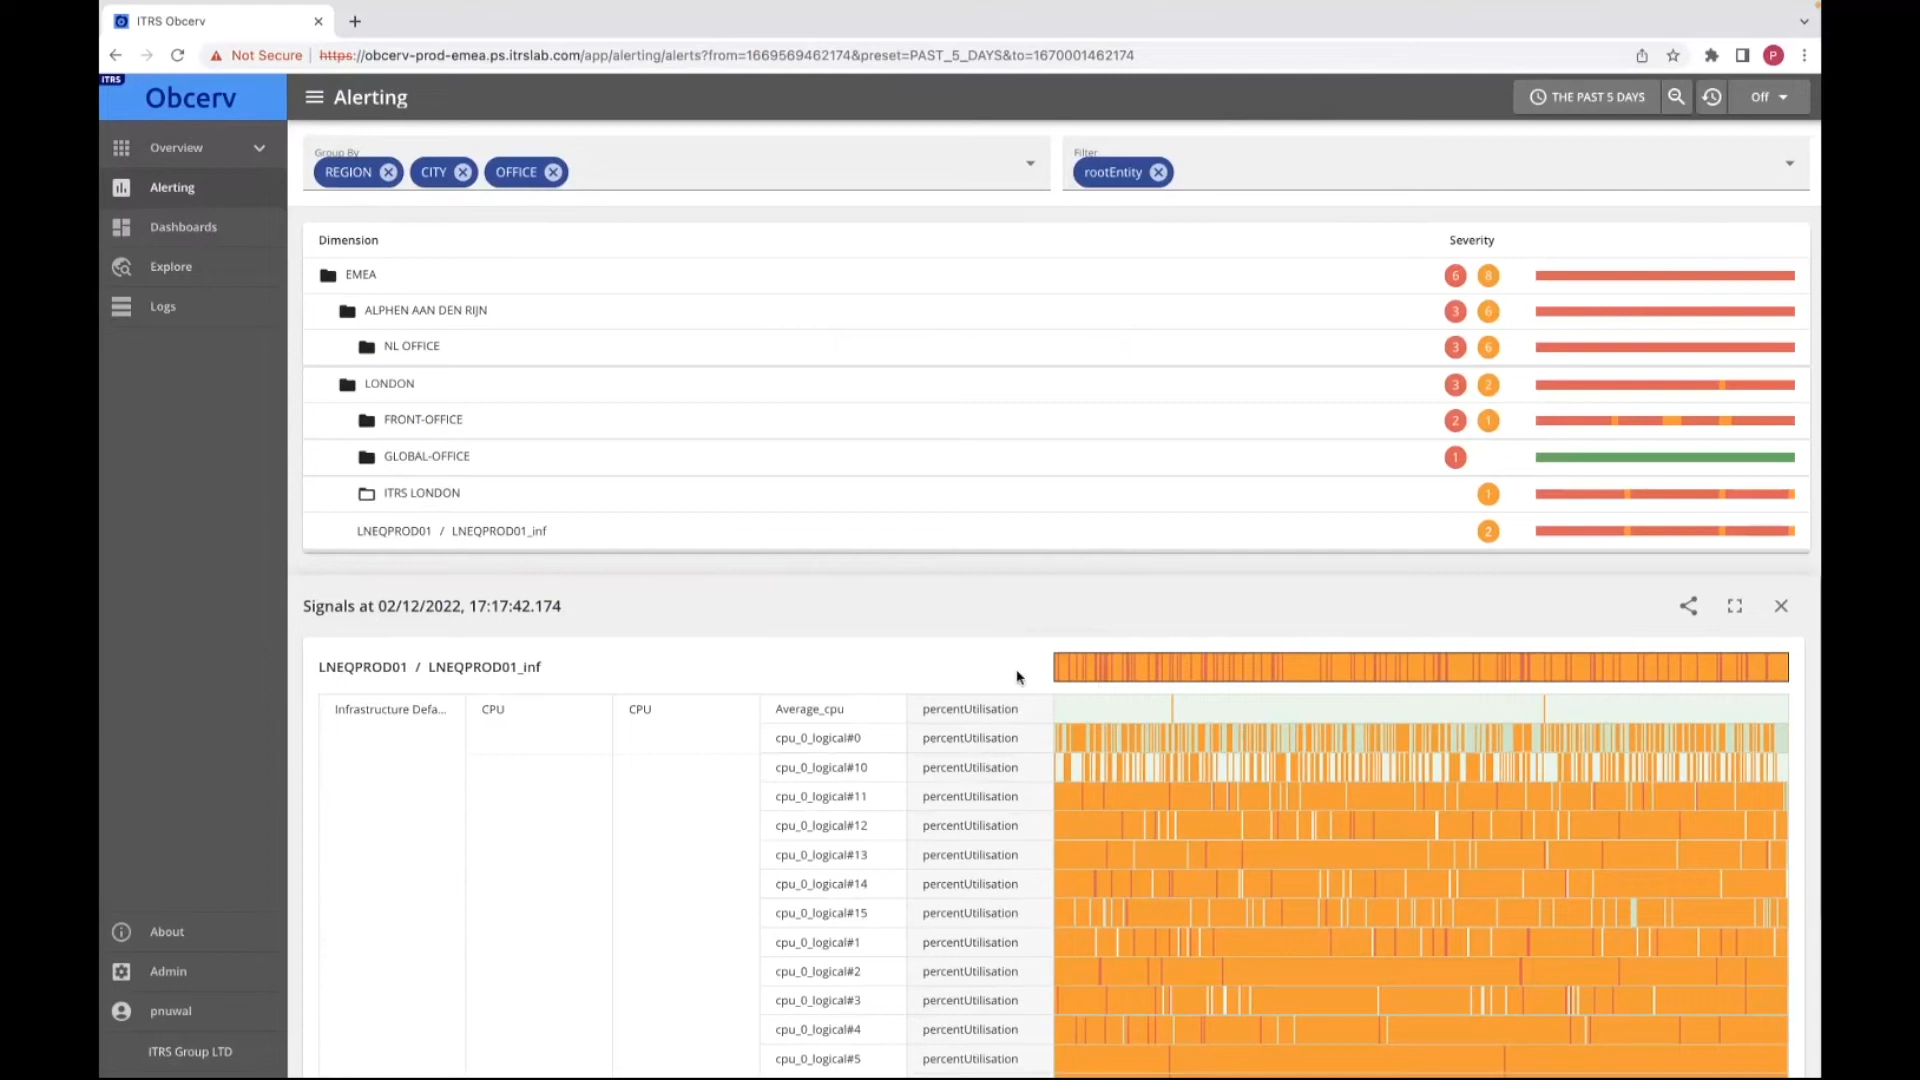 ITRS Obcerv
Not Secure | https://obcerv-prod-emea.ps.itrslab.com/app/alerting/alerts?from=1669569462174&preset=PAST_5_DAYS&to=1670001462174
P
ITRS
Obcerv
Alerting
THE PAST 5 DAYS
Off
Overview
Alerting
Dashboards
Explore
Logs
About
Admin
pnuwal
ITRS Group LTD
Group By
REGION CITY OFFICE
Filter
rootEntity
Dimension Severity
EMEA 6 8
ALPHEN AAN DEN RIJN 3 6
NL OFFICE 3 6
LONDON 3 2
FRONT-OFFICE 2 1
GLOBAL-OFFICE 1
ITRS LONDON 1
LNEQPROD01 / LNEQPROD01_inf 2
Signals at 02/12/2022, 17:17:42.174
LNEQPROD01 / LNEQPROD01_inf
Infrastructure Defa... CPU CPU Average_cpu percentUtilisation
cpu_0_logical#0 percentUtilisation
cpu_0_logical#10 percentUtilisation
cpu_0_logical#11 percentUtilisation
cpu_0_logical#12 percentUtilisation
cpu_0_logical#13 percentUtilisation
cpu_0_logical#14 percentUtilisation
cpu_0_logical#15 percentUtilisation
cpu_0_logical#1 percentUtilisation
cpu_0_logical#2 percentUtilisation
cpu_0_logical#3 percentUtilisation
cpu_0_logical#4 percentUtilisation
cpu_0_logical#5 percentUtilisation